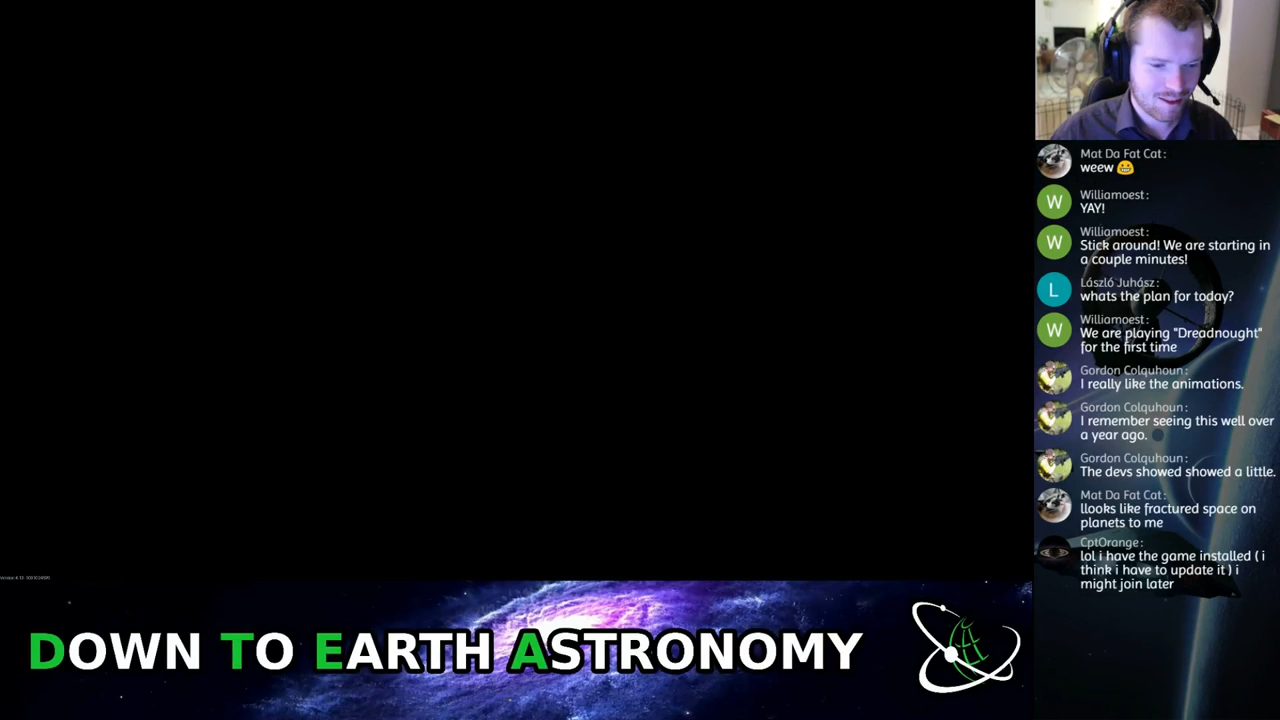 Mat Da Fat Cat:
weew 😬
W
Williamoest:
YAY!
W
Williamoest:
Stick around! We are starting in
a couple minutes!
L
László Juhász:
whats the plan for today?
W
Williamoest:
We are playing "Dreadnought"
for the first time
Gordon Colquhoun:
I really like the animations.
Gordon Colquhoun:
I remember seeing this well over
a year ago.
Gordon Colquhoun:
The devs showed showed a little.
Mat Da Fat Cat:
llooks like fractured space on
planets to me
CptOrange:
lol i have the game installed ( i
think i have to update it ) i
might join later
DOWN TO EARTH ASTRONOMY